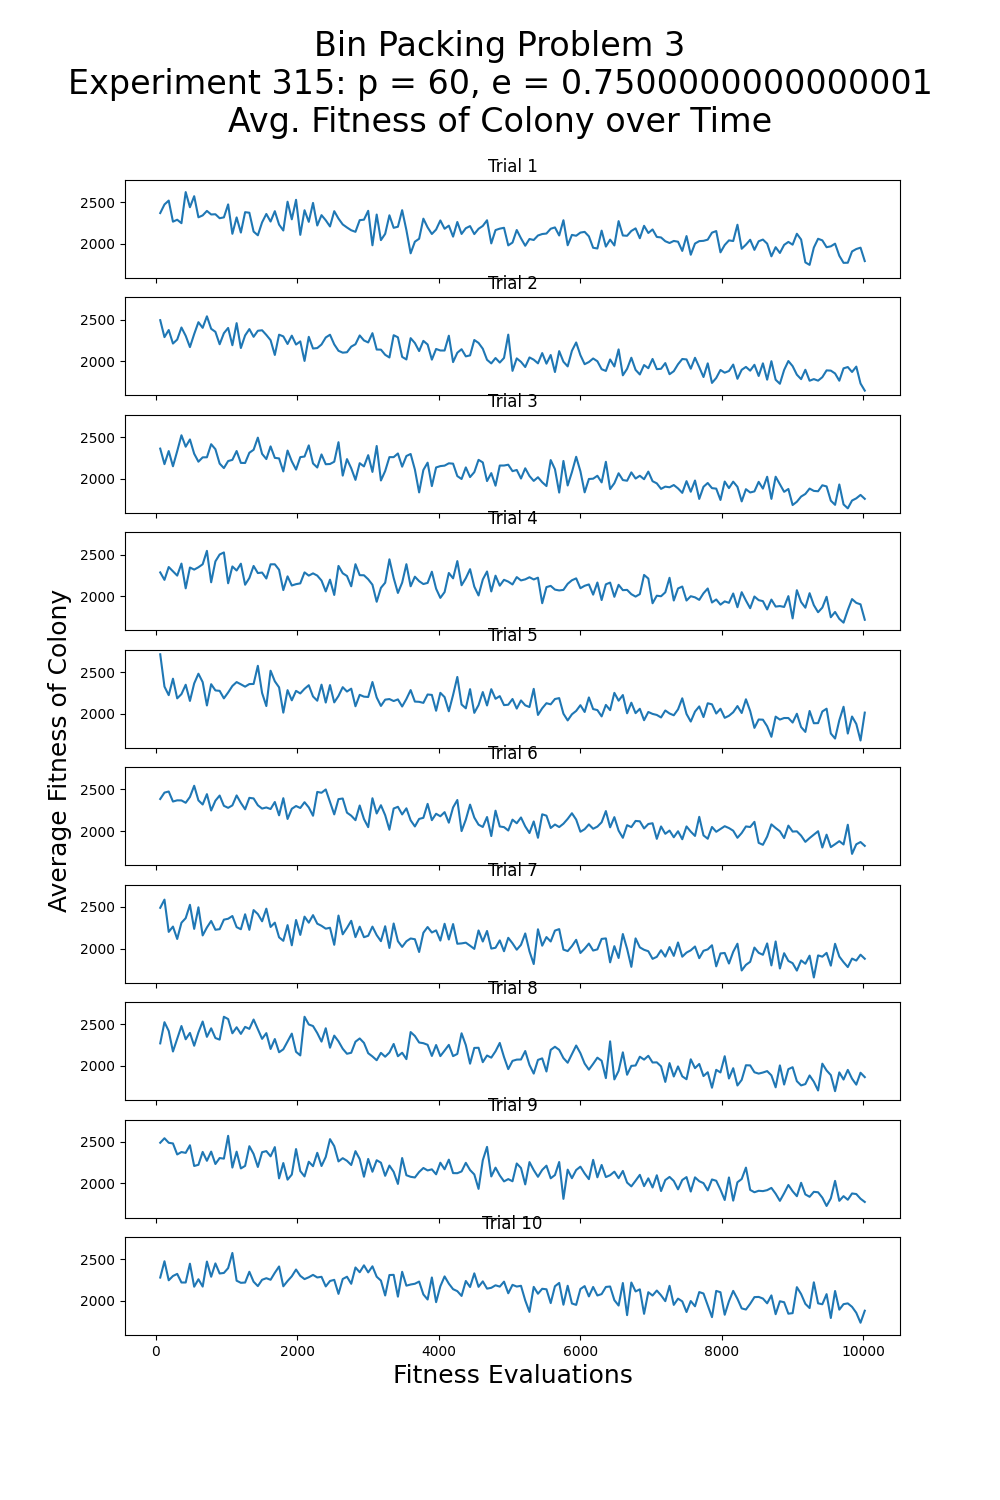 Bin Packing Problem 3
Experiment 315: p = 60, e = 0.7500000000000001
Avg. Fitness of Colony over Time
Trial 1
2500
2000
Trial 2
2500
2000
Trial 3
2500
2000
Trial 4
2500
2000
Trial 5
2500
2000
Trial 6
2500
2000
Trial 7
2500
2000
Trial 8
2500
2000
Trial 9
2500
2000
Trial 10
2500
2000
0 2000 4000 6000 8000 10000
Fitness Evaluations
Average Fitness of Colony